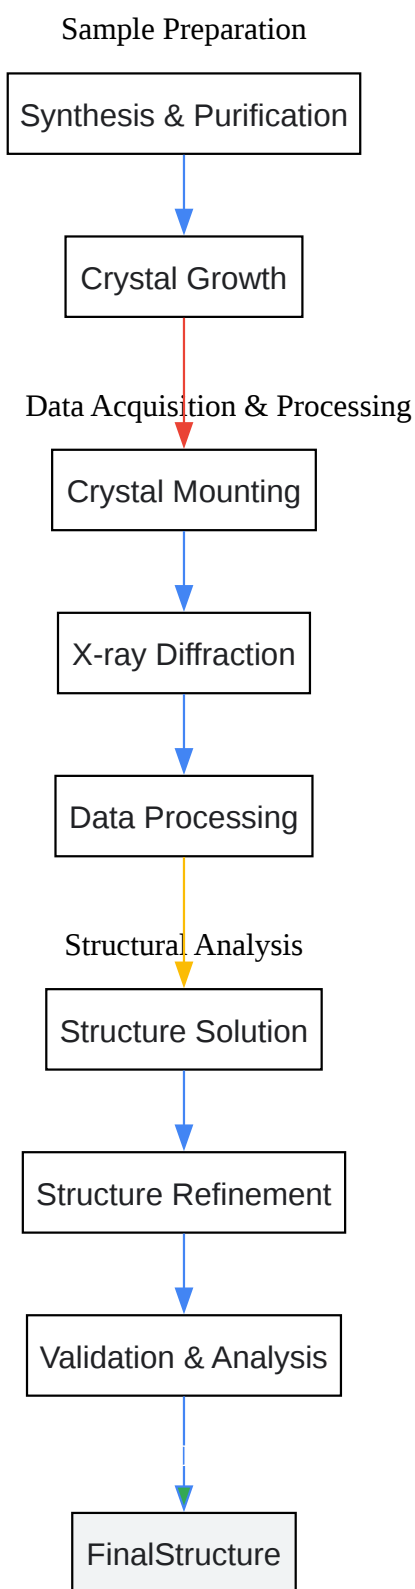 Sample Preparation
Synthesis & Purification
Crystal Growth
Data Acquisition & Processing
Crystal Mounting
X-ray Diffraction
Data Processing
Structural Analysis
Structure Solution
Structure Refinement
Validation & Analysis
FinalStructure